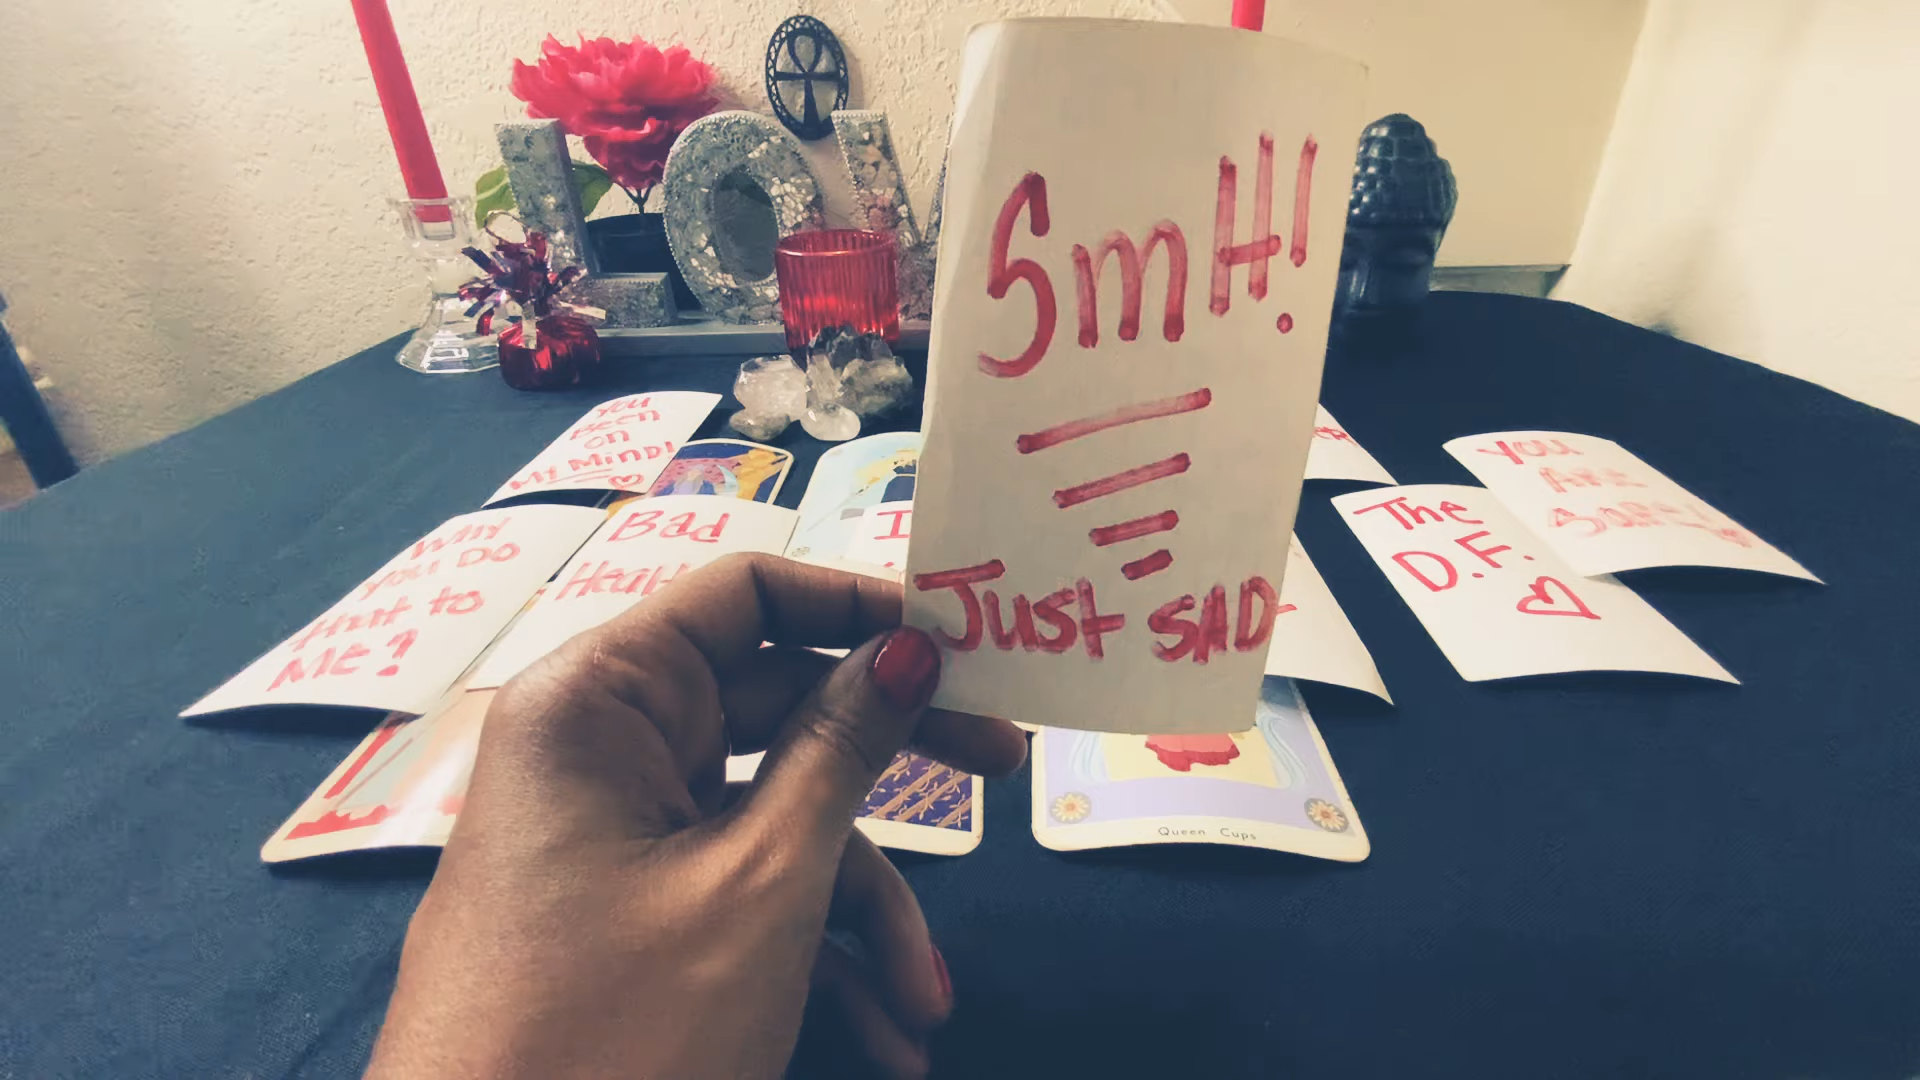 LOV
SmH!
Just SAD
You
Been
on
My Mind!
Why
You Do
that to
Me?
Bad
I
The
D.F.
You
Are
Queen Cups